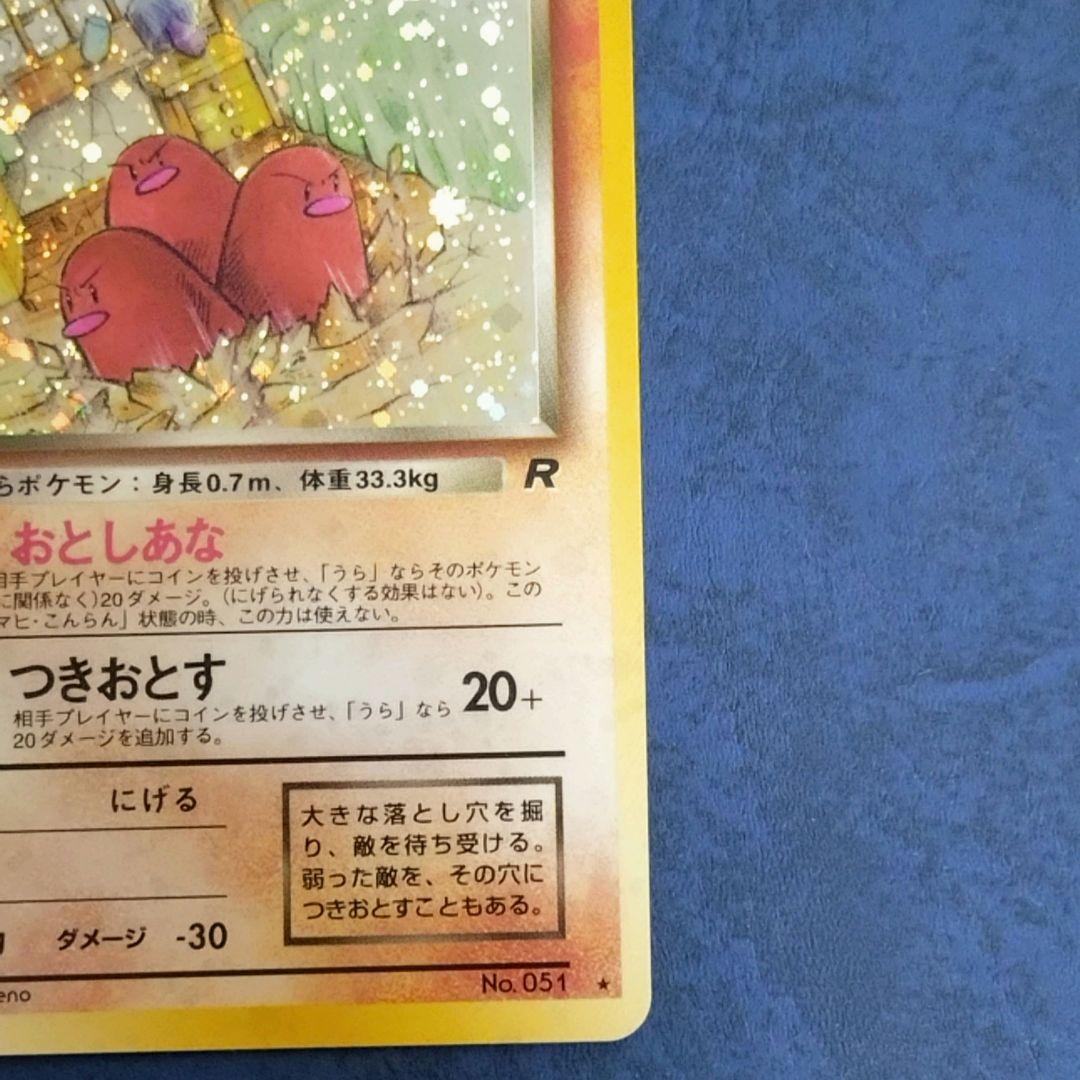 らポケモン：身長0.7m、体重33.3kg
R
おとしあな
相手プレイヤーにコインを投げさせ、「うら」ならそのポケモン
に関係なく)20ダメージ。(にげられなくする効果はない)。この
マヒ・こんらん」状態の時、この力は使えない。
つきおとす
20+
相手プレイヤーにコインを投げさせ、「うら」なら
20ダメージを追加する。
にげる
大きな落とし穴を掘
り、敵を待ち受ける。
弱った敵を、その穴に
つきおとすこともある。
ダメージ -30
eno
No. 051 ★